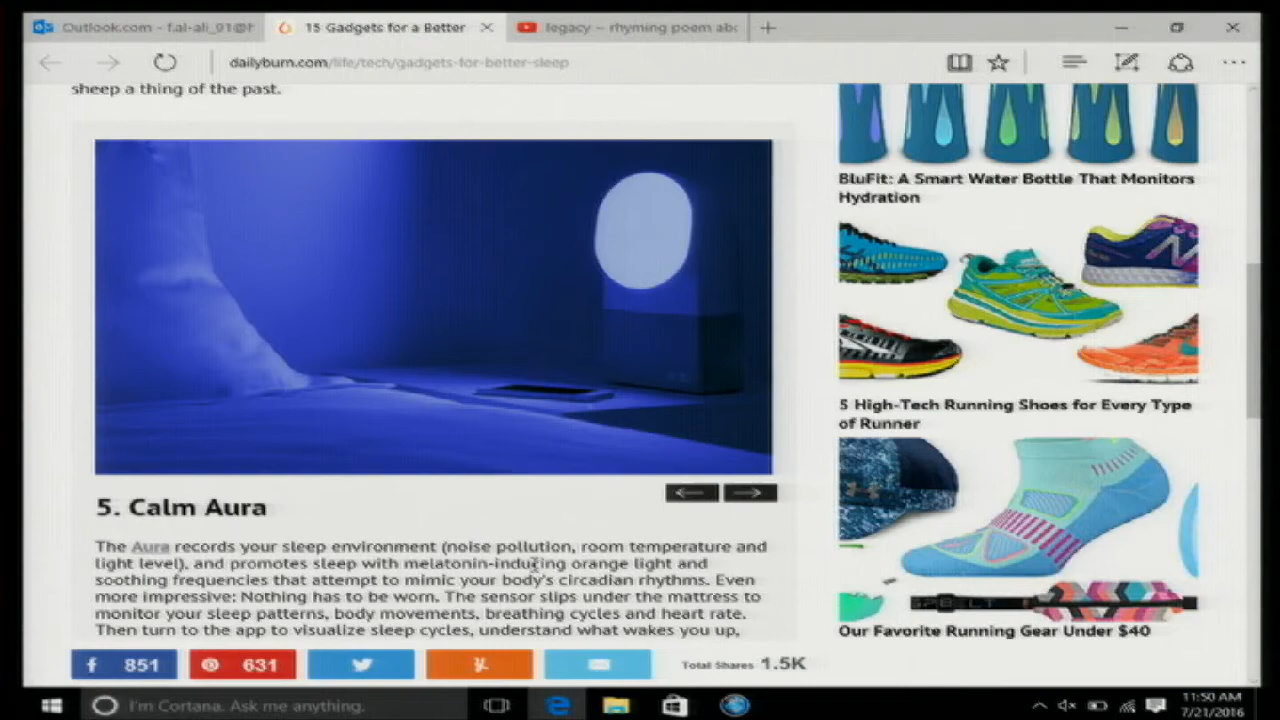 Outlook.com - f.al-ali_01@h
15 Gadgets for a Better
legacy - rhyming poem abo
dailyburn.com/life/tech/gadgets-for-better-sleep
sheep a thing of the past.
5. Calm Aura
The Aura records your sleep environment (noise pollution, room temperature and
light level), and promotes sleep with melatonin-inducing orange light and
soothing frequencies that attempt to mimic your body's circadian rhythms. Even
more impressive: Nothing has to be worn. The sensor slips under the mattress to
monitor your sleep patterns, body movements, breathing cycles and heart rate.
Then turn to the app to visualize sleep cycles, understand what wakes you up,
851
631
Total Shares 1.5K
BluFit: A Smart Water Bottle That Monitors
Hydration
5 High-Tech Running Shoes for Every Type
of Runner
SPIBELT
Our Favorite Running Gear Under $40
I'm Cortana. Ask me anything.
11:50 AM
7/21/2016